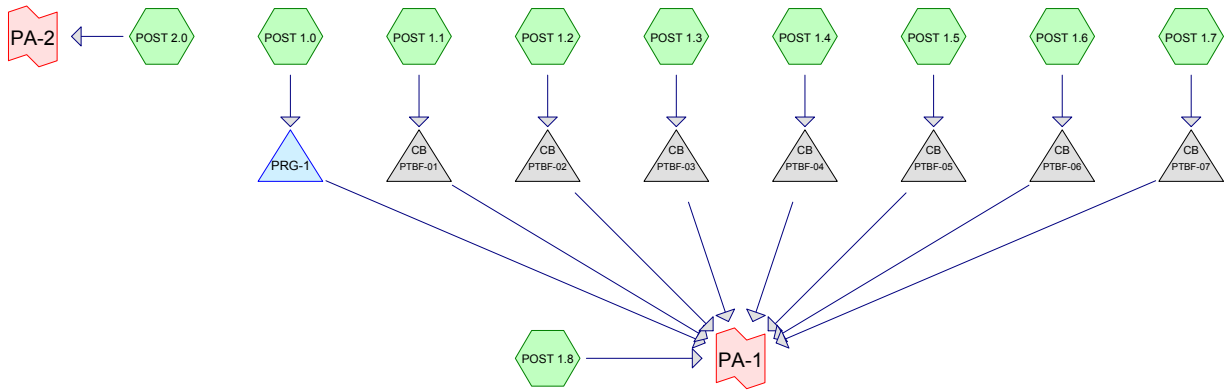 PA-2
POST 2.0
POST 1.0
POST 1.1
POST 1.2
POST 1.3
POST 1.4
POST 1.5
POST 1.6
POST 1.7
PRG-1
CB
PTBF-01
CB
PTBF-02
CB
PTBF-03
CB
PTBF-04
CB
PTBF-05
CB
PTBF-06
CB
PTBF-07
POST 1.8
PA-1